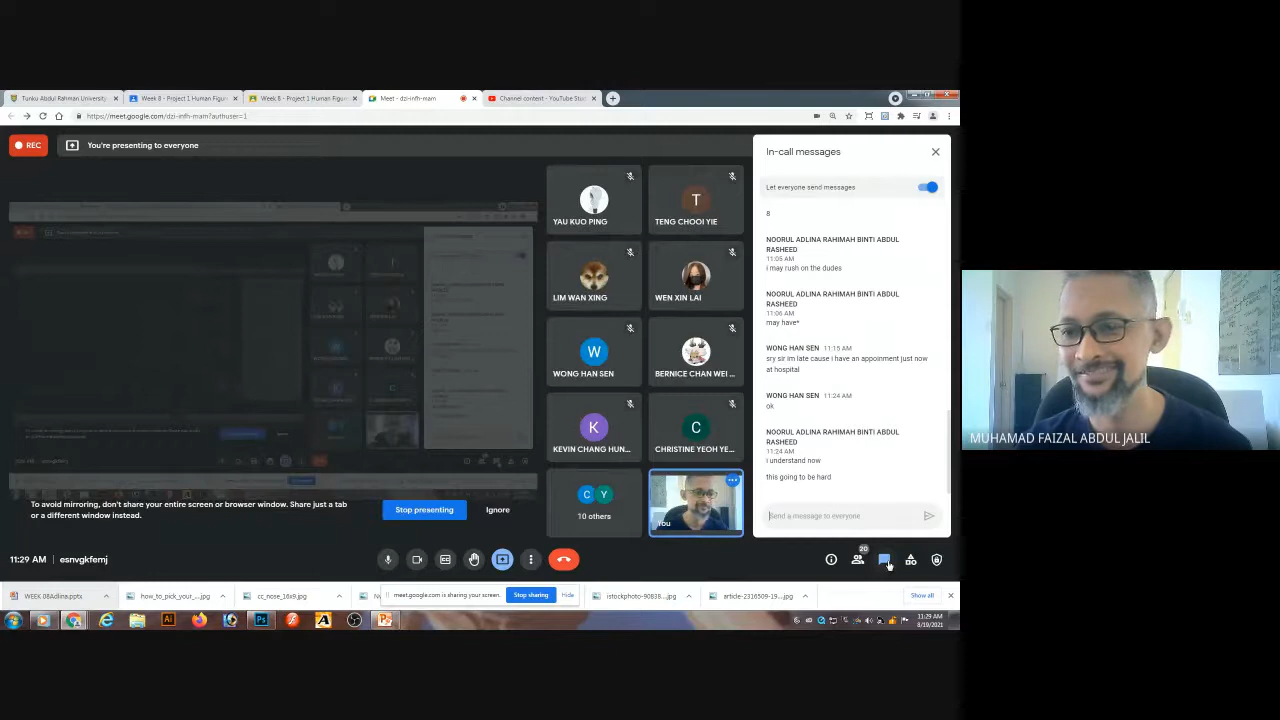 Tunku Abdul Rahman University
Week 8 - Project 1 Human Figur
Meet - dzi-infh-mam
Channel content - YouTube Stud
https://meet.google.com/dzi-infh-mam?authuser=1
REC
You're presenting to everyone
In-call messages
Let everyone send messages
8
NOORUL ADLINA RAHIMAH BINTI ABDUL
RASHEED
11:05 AM
i may rush on the dudes
NOORUL ADLINA RAHIMAH BINTI ABDUL
RASHEED
11:06 AM
may have*
WONG HAN SEN 11:15 AM
sry sir im late cause i have an appoinment just now
at hospital
WONG HAN SEN 11:24 AM
ok
NOORUL ADLINA RAHIMAH BINTI ABDUL
RASHEED
11:24 AM
i understand now
this going to be hard
Send a message to everyone
YAU KUO PING
T
TENG CHOOI YIE
LIM WAN XING
WEN XIN LAI
W
WONG HAN SEN
BERNICE CHAN WEI ...
K
KEVIN CHANG HUN...
C
CHRISTINE YEOH YE...
C Y
10 others
You
To avoid mirroring, don't share your entire screen or browser window. Share just a tab
or a different window instead.
Stop presenting
Ignore
11:29 AM
esnvgkfemj
20
WEEK 08Adlina.pptx
how_to_pick_your_....jpg
cc_nose_16x9.jpg
meet.google.com is sharing your screen.
Stop sharing
Hide
istockphoto-90838....jpg
article-2316509-19....jpg
Show all
11:29 AM
8/19/2021
MUHAMAD FAIZAL ABDUL JALIL